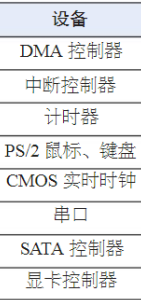 设备
DMA 控制器
中断控制器
计时器
PS/2 鼠标、键盘
CMOS 实时时钟
串口
SATA 控制器
显卡控制器